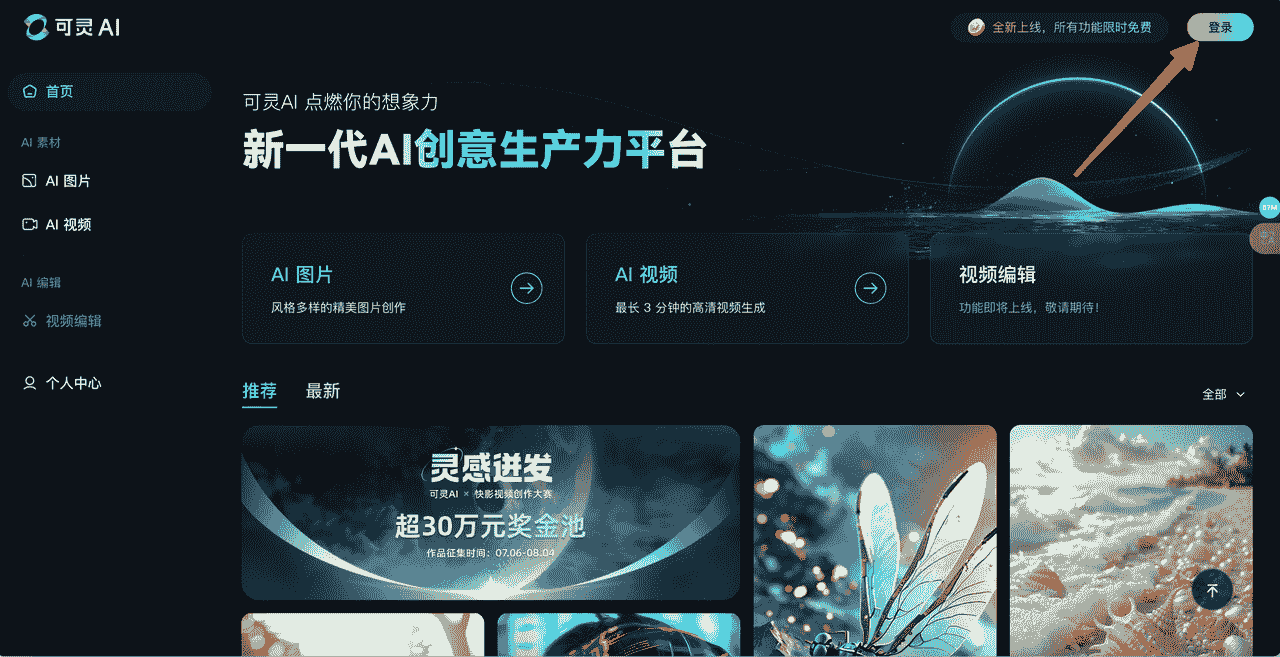 可灵 AI
全新上线，所有功能限时免费
登录
首页
AI 素材
AI 图片
AI 视频
AI 编辑
视频编辑
个人中心
可灵AI 点燃你的想象力
新一代AI创意生产力平台
AI 图片
风格多样的精美图片创作
AI 视频
最长 3 分钟的高清视频生成
视频编辑
功能即将上线，敬请期待！
推荐
最新
全部
灵感迸发
可灵AI × 快影视频创作大赛
超30万元奖金池
作品征集时间：07.06-08.04